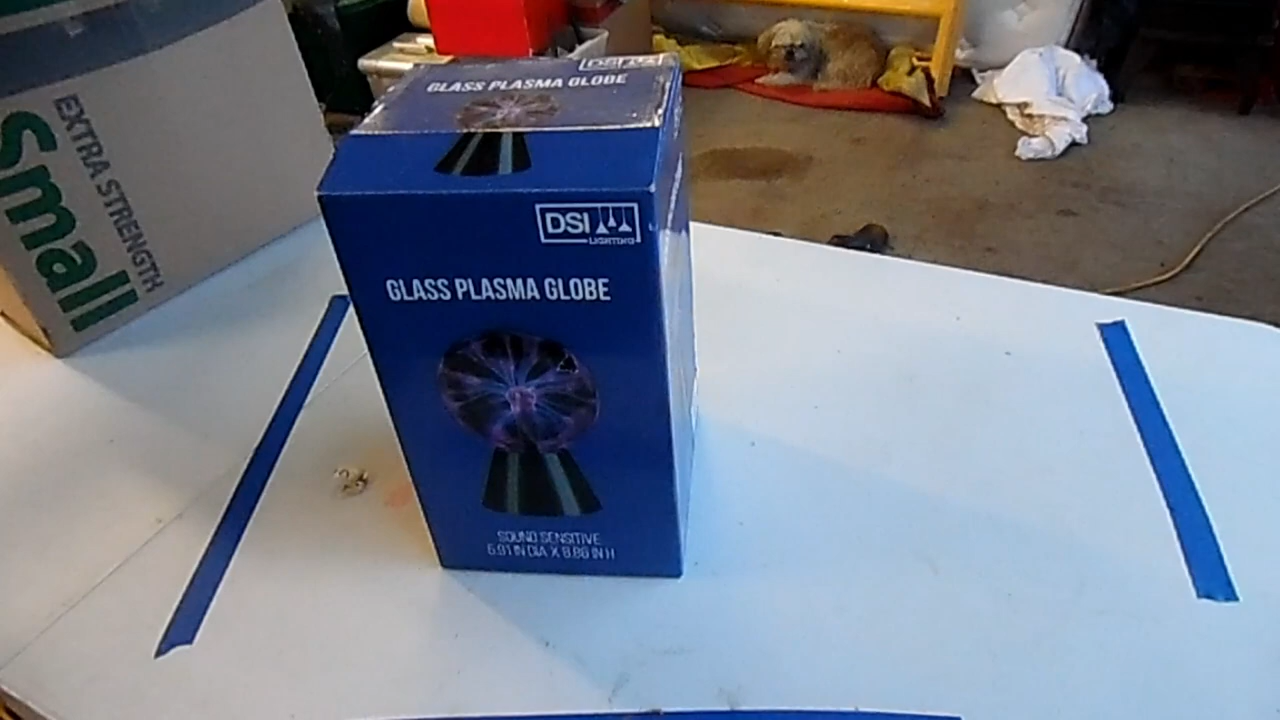 DSI
GLASS PLASMA GLOBE
DSI
LIGHTING
GLASS PLASMA GLOBE
SOUND SENSITIVE
5.91 IN DIA X 8.86 IN H
EXTRA STRENGTH
small